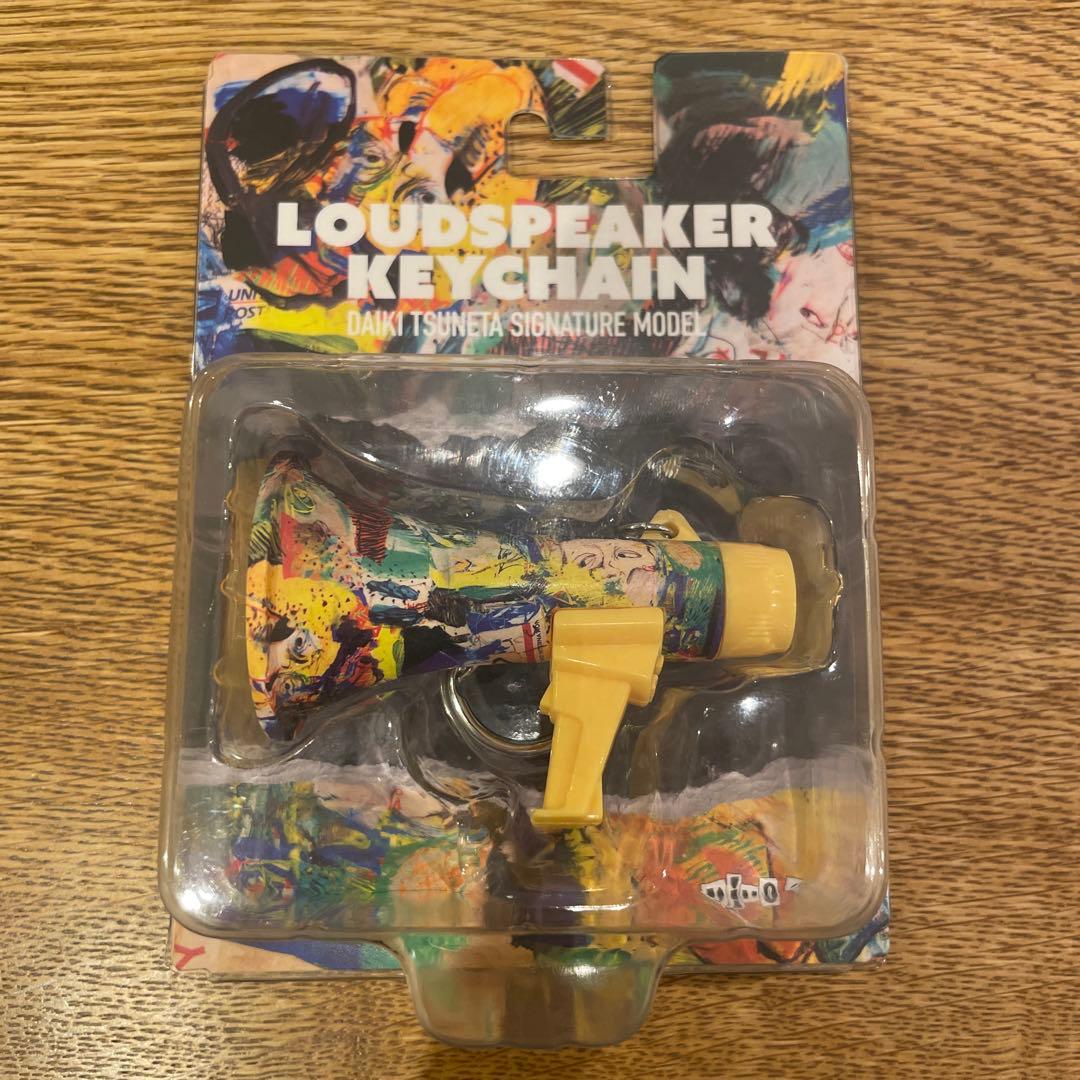 LOUDSPEAKER
KEYCHAIN
DAIKI TSUNETA SIGNATURE MODEL